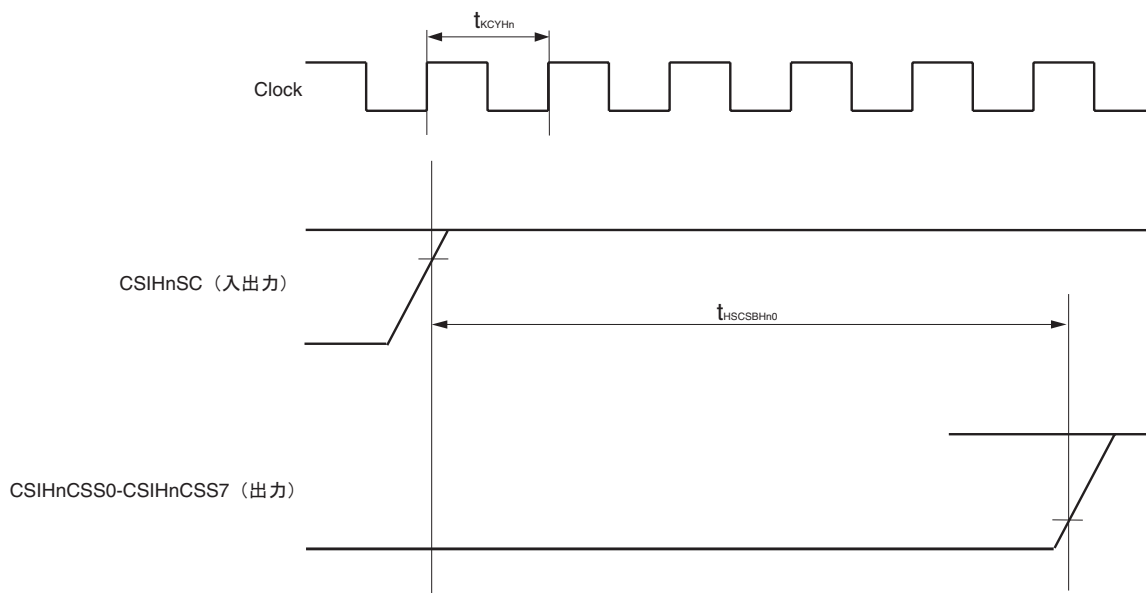 tKCYHn
Clock
CSIHnSC（入出力）
tHSCSBHn0
CSIHnCSS0-CSIHnCSS7（出力）